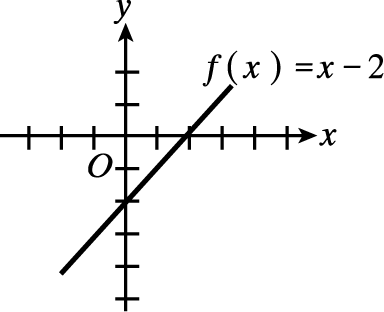 y
f(x) = x − 2
x
O